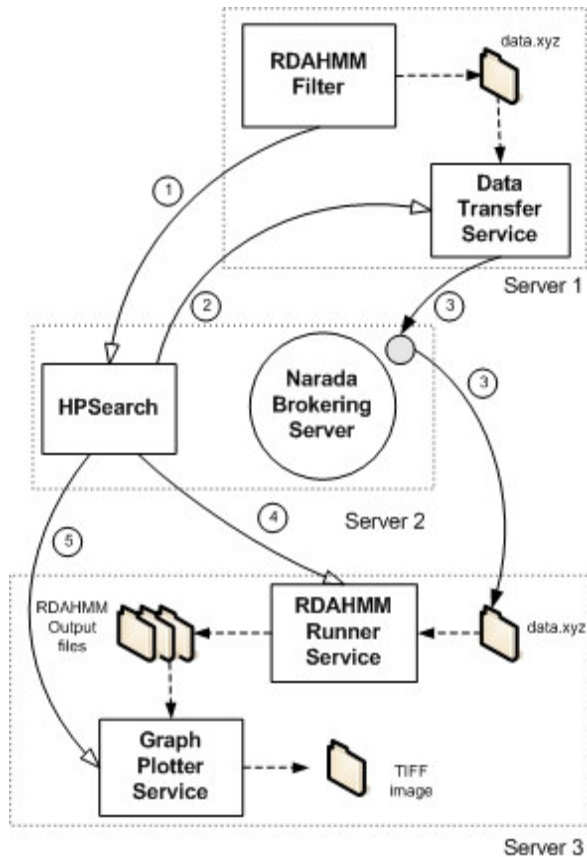 data.xyz
RDAHMM
Filter
1
Data
Transfer
Service
Server 1
2
3
HPSearch
Narada
Brokering
Server
3
4
Server 2
5
RDAHMM
Output
files
RDAHMM
Runner
Service
data.xyz
Graph
Plotter
Service
TIFF
image
Server 3